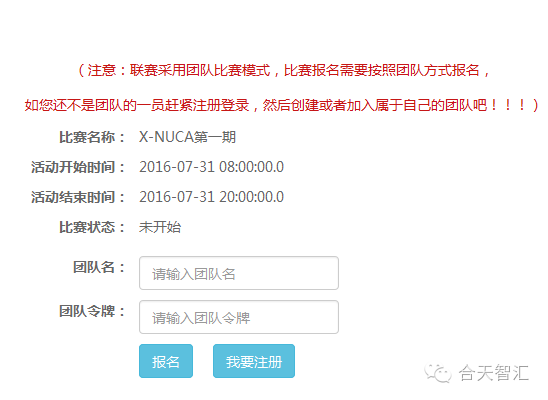 （注意：联赛采用团队比赛模式，比赛报名需要按照团队方式报名，
如您还不是团队的一员赶紧注册登录，然后创建或者加入属于自己的团队吧！！！）
比赛名称： X-NUCA第一期
活动开始时间： 2016-07-31 08:00:00.0
活动结束时间： 2016-07-31 20:00:00.0
比赛状态： 未开始
团队名： 请输入团队名
团队令牌： 请输入团队令牌
报名 我要注册
合天智汇